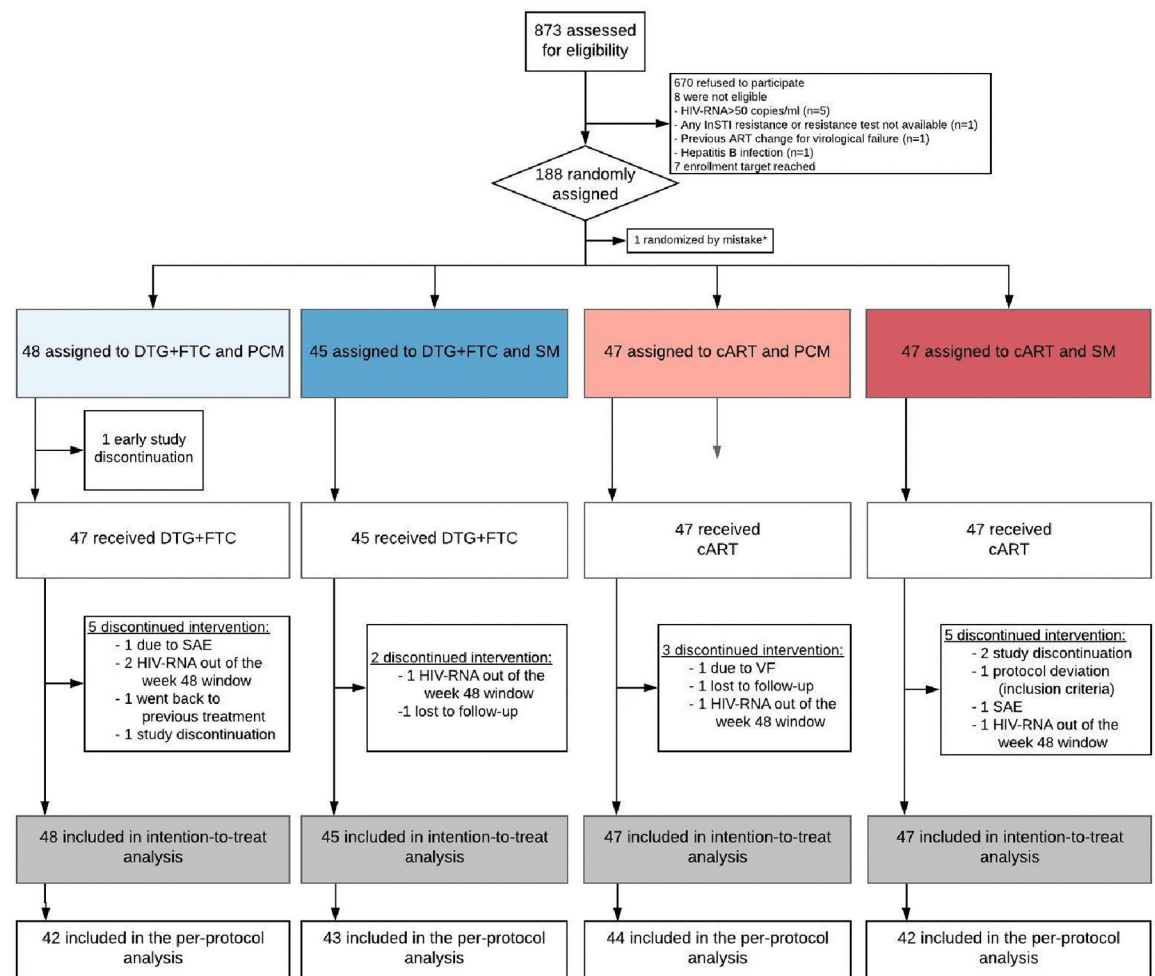 873 assessed
for eligibility
670 refused to participate
8 were not eligible
- HIV-RNA>50 copies/ml (n=5)
- Any InSTI resistance or resistance test not available (n=1)
- Previous ART change for virological failure (n=1)
- Hepatitis B infection (n=1)
7 enrollment target reached
188 randomly
assigned
1 randomized by mistake*
48 assigned to DTG+FTC and PCM
45 assigned to DTG+FTC and SM
47 assigned to cART and PCM
47 assigned to cART and SM
1 early study
discontinuation
47 received DTG+FTC
45 received DTG+FTC
47 received
cART
47 received
cART
5 discontinued intervention:
- 1 due to SAE
- 2 HIV-RNA out of the
week 48 window
- 1 went back to
previous treatment
- 1 study discontinuation
2 discontinued intervention:
- 1 HIV-RNA out of the
week 48 window
-1 lost to follow-up
3 discontinued intervention:
- 1 due to VF
- 1 lost to follow-up
- 1 HIV-RNA out of the
week 48 window
5 discontinued intervention:
- 2 study discontinuation
- 1 protocol deviation
(inclusion criteria)
- 1 SAE
- 1 HIV-RNA out of the
week 48 window
48 included in intention-to-treat
analysis
45 included in intention-to-treat
analysis
47 included in intention-to-treat
analysis
47 included in intention-to-treat
analysis
42 included in the per-protocol
analysis
43 included in the per-protocol
analysis
44 included in the per-protocol
analysis
42 included in the per-protocol
analysis